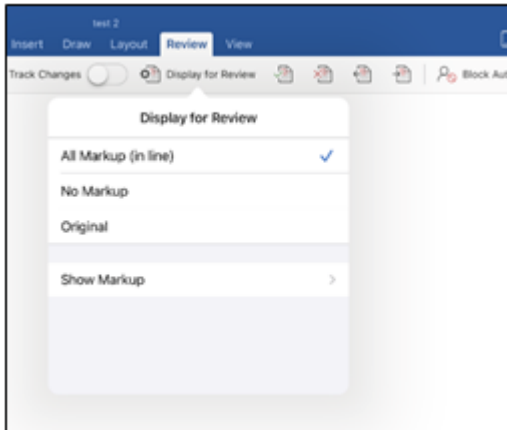 test 2
Insert Draw Layout Review View
Track Changes Display for Review Block Aut
Display for Review
All Markup (in line)
No Markup
Original
Show Markup